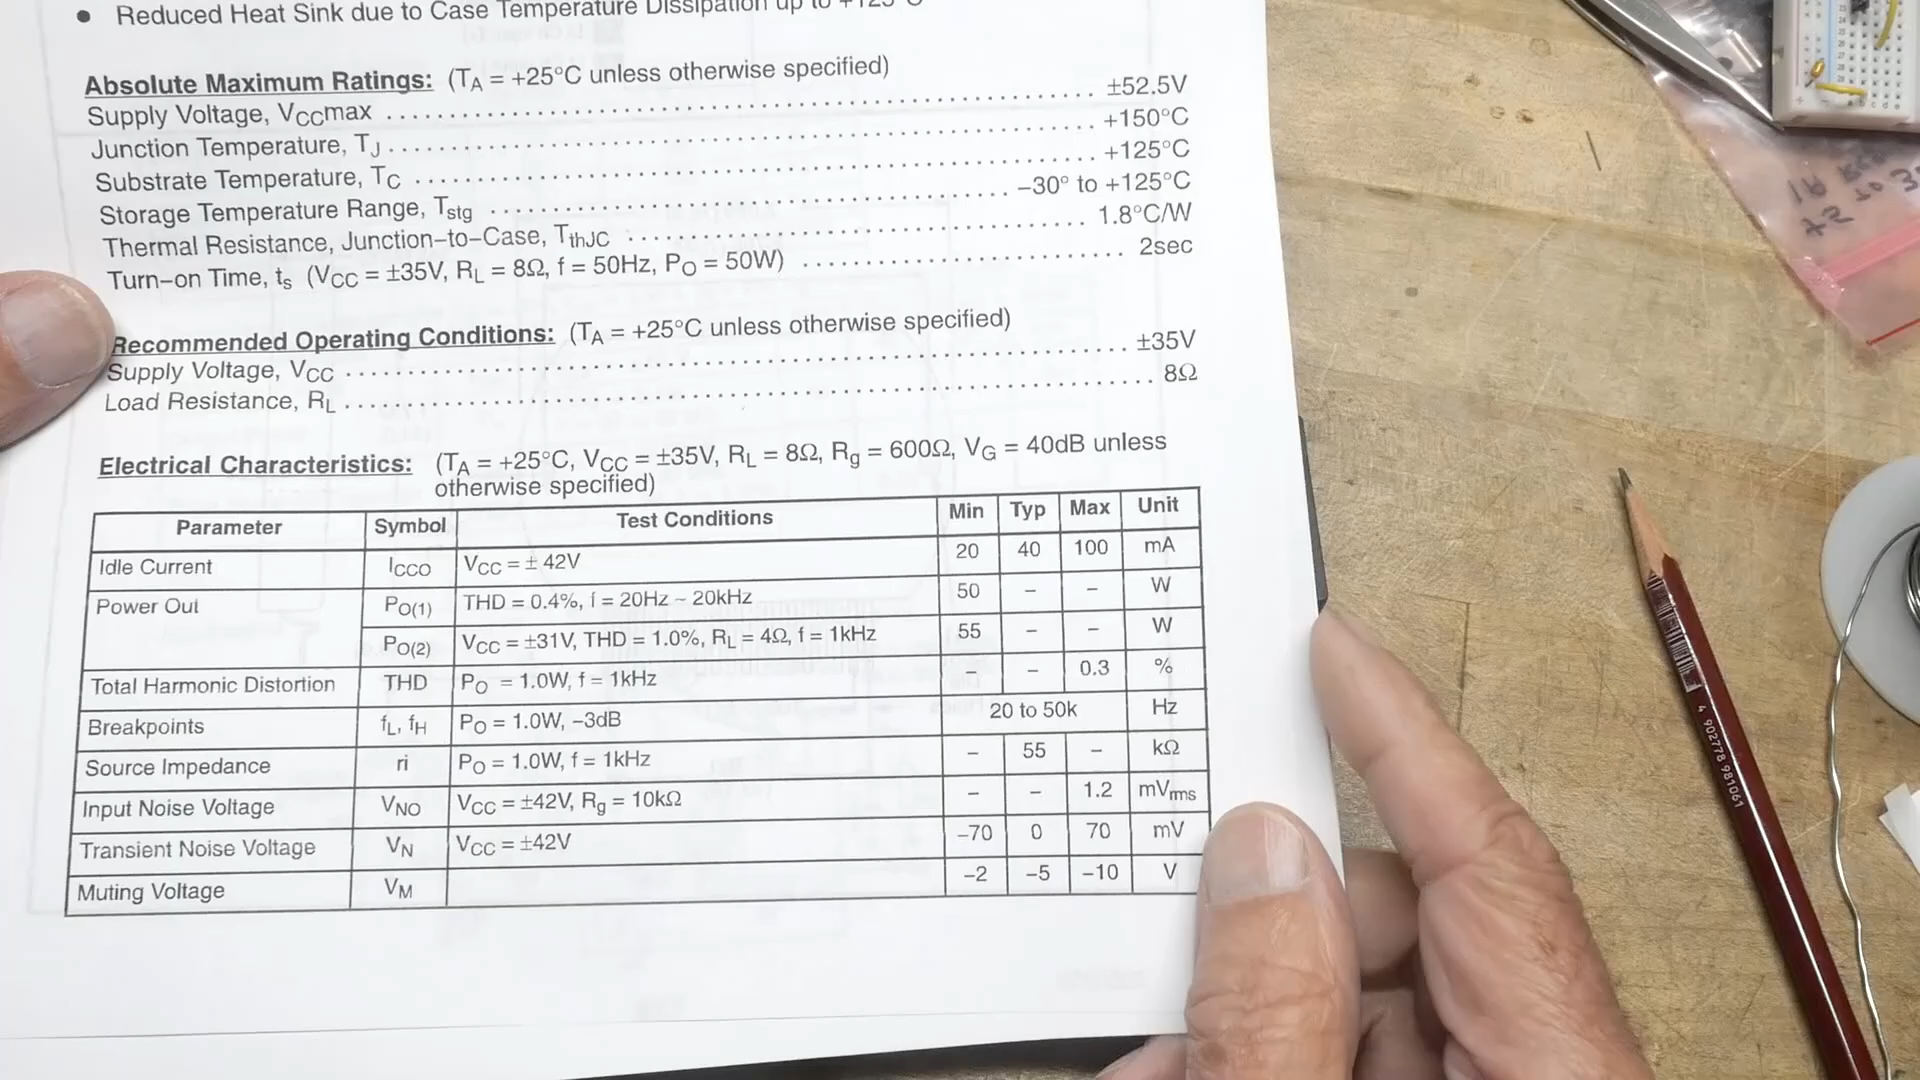 ● Reduced Heat Sink due to Case Temperature Dissipation up to +125°C
Absolute Maximum Ratings: (TA = +25°C unless otherwise specified)
Supply Voltage, VCCmax ±52.5V
Junction Temperature, TJ +150°C
Substrate Temperature, TC +125°C
Storage Temperature Range, Tstg −30° to +125°C
Thermal Resistance, Junction−to−Case, TthJC 1.8°C/W
Turn−on Time, ts (VCC = ±35V, RL = 8Ω, f = 50Hz, PO = 50W) 2sec
Recommended Operating Conditions: (TA = +25°C unless otherwise specified)
Supply Voltage, VCC ±35V
Load Resistance, RL 8Ω
Electrical Characteristics: (TA = +25°C, VCC = ±35V, RL = 8Ω, Rg = 600Ω, VG = 40dB unless
otherwise specified)
Parameter Symbol Test Conditions Min Typ Max Unit
Idle Current ICCO VCC = ± 42V 20 40 100 mA
Power Out PO(1) THD = 0.4%, f = 20Hz ~ 20kHz 50 – – W
PO(2) VCC = ±31V, THD = 1.0%, RL = 4Ω, f = 1kHz 55 – – W
Total Harmonic Distortion THD PO = 1.0W, f = 1kHz – – 0.3 %
Breakpoints fL, fH PO = 1.0W, −3dB 20 to 50k Hz
Source Impedance ri PO = 1.0W, f = 1kHz – 55 – kΩ
Input Noise Voltage VNO VCC = ±42V, Rg = 10kΩ – – 1.2 mVrms
Transient Noise Voltage VN VCC = ±42V −70 0 70 mV
Muting Voltage VM −2 −5 −10 V
4 902778 981061